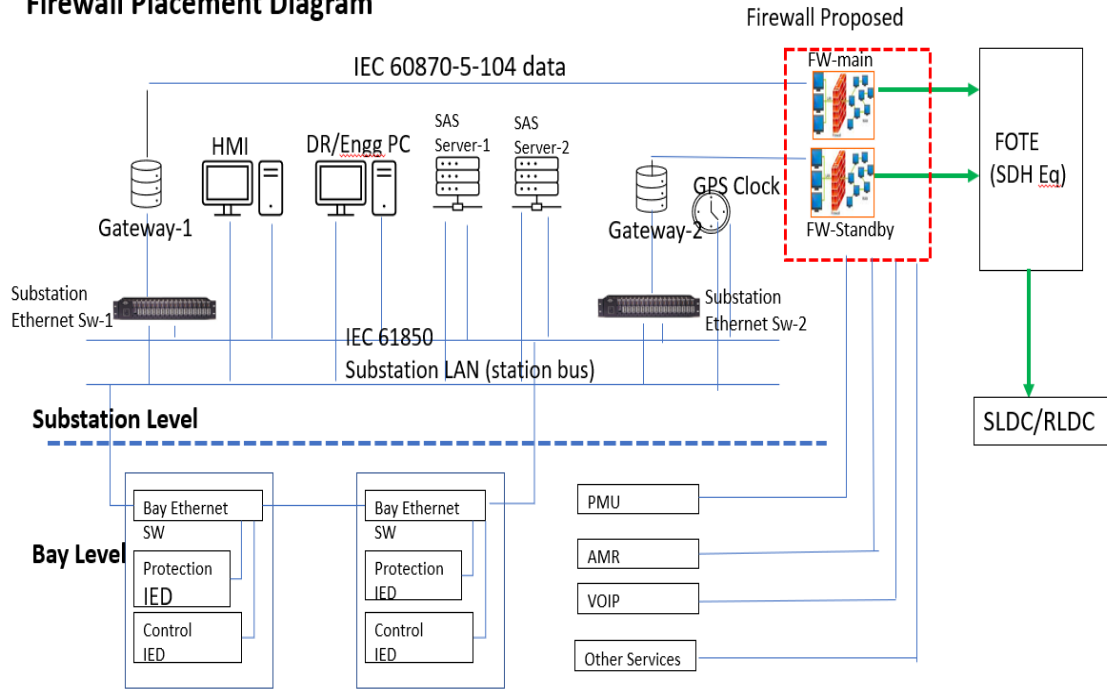 Firewall Placement Diagram
Firewall Proposed
IEC 60870-5-104 data
FW-main
FOTE
(SDH Eq)
HMI
DR/Engg PC
SAS
Server-1
SAS
Server-2
GPS Clock
Gateway-1
Gateway-2
FW-Standby
Substation
Ethernet Sw-1
Substation
Ethernet Sw-2
IEC 61850
Substation LAN (station bus)
Substation Level
SLDC/RLDC
Bay Level
Bay Ethernet
SW
Protection
IED
Control
IED
Bay Ethernet
SW
Protection
IED
Control
IED
PMU
AMR
VOIP
Other Services